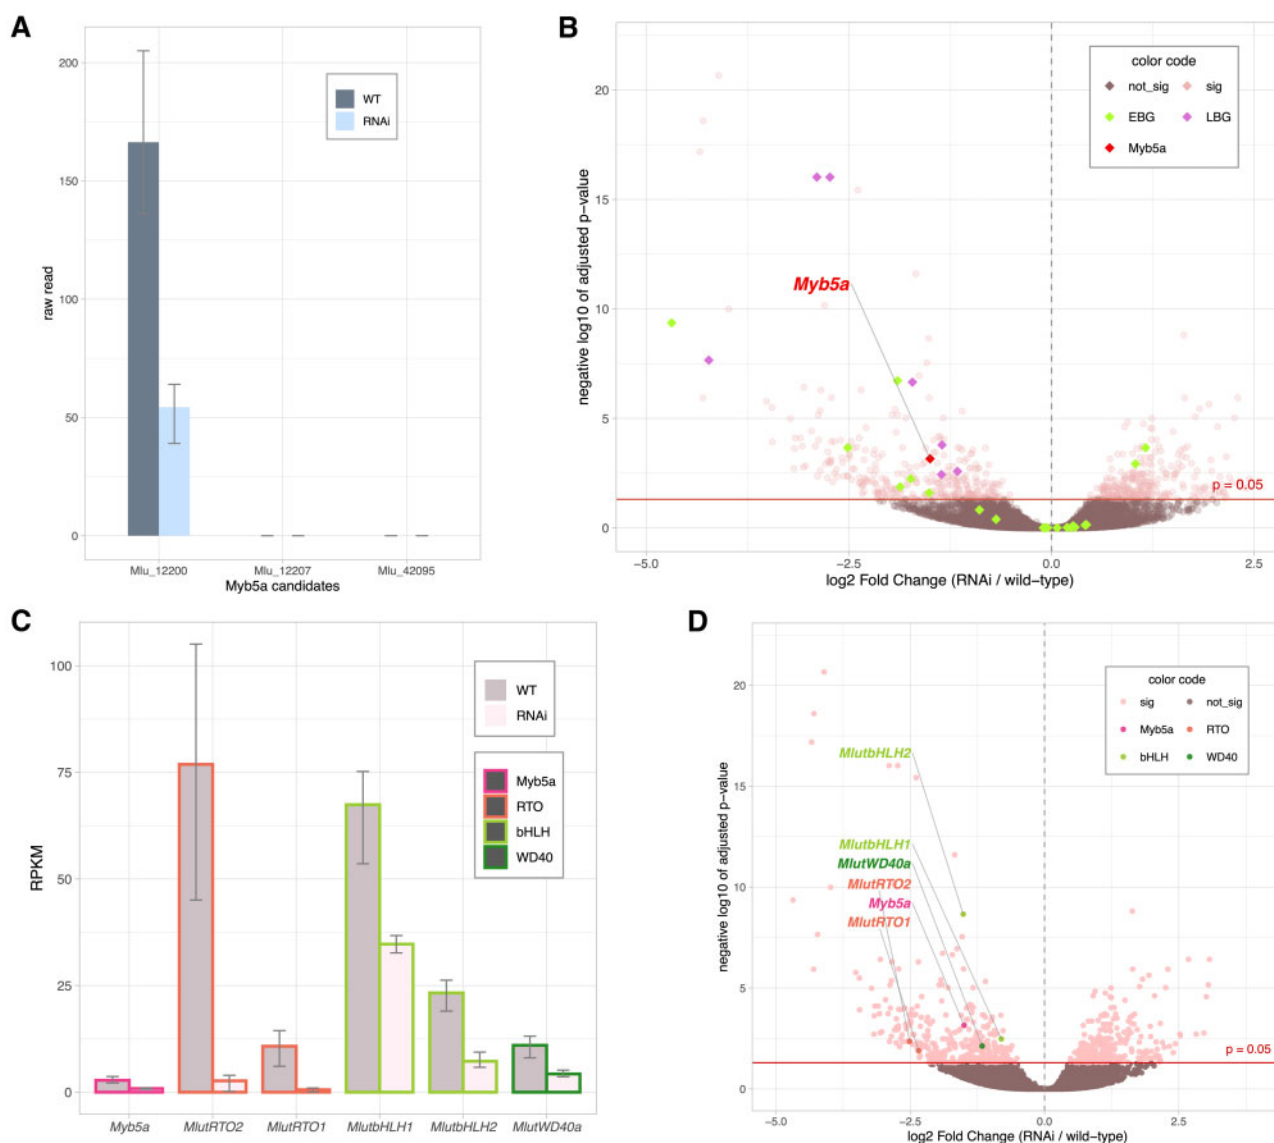 A
200
150
100
50
0
raw read
WT
RNAi
Mlu_12200 Mlu_12207 Mlu_42095
Myb5a candidates
B
20
15
10
5
0
negative log10 of adjusted p-value
color code
not_sig sig
EBG LBG
Myb5a
Myb5a
p = 0.05
-5.0 -2.5 0.0 2.5
log2 Fold Change (RNAi / wild-type)
C
100
75
50
25
0
RPKM
WT
RNAi
Myb5a
RTO
bHLH
WD40
Myb5a MlutRTO2 MlutRTO1 MlutbHLH1 MlutbHLH2 MlutWD40a
D
20
15
10
5
0
negative log10 of adjusted p-value
color code
sig not_sig
Myb5a RTO
bHLH WD40
MlutbHLH2
MlutbHLH1
MlutWD40a
MlutRTO2
Myb5a
MlutRTO1
p = 0.05
-5.0 -2.5 0.0 2.5
log2 Fold Change (RNAi / wild-type)